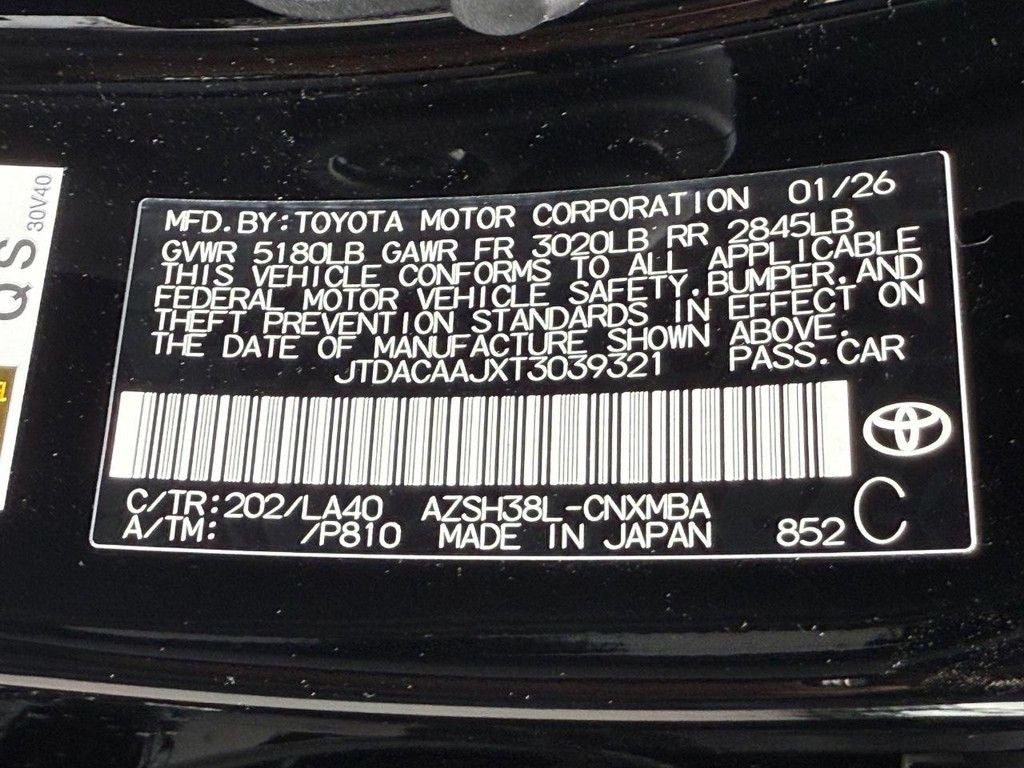 MFD.BY:TOYOTA MOTOR CORPORATION 01/26
GVWR 5180LB GAWR FR 3020LB RR 2845LB
THIS VEHICLE CONFORMS TO ALL APPLICABLE
FEDERAL MOTOR VEHICLE SAFETY,BUMPER,AND
THEFT PREVENTION STANDARDS IN EFFECT ON
THE DATE OF MANUFACTURE SHOWN ABOVE.
JTDACAAJXT3039321 PASS.CAR
C/TR:202/LA40 AZSH38L-CNXMBA
A/TM: /P810 MADE IN JAPAN 852 C
QS
30V40